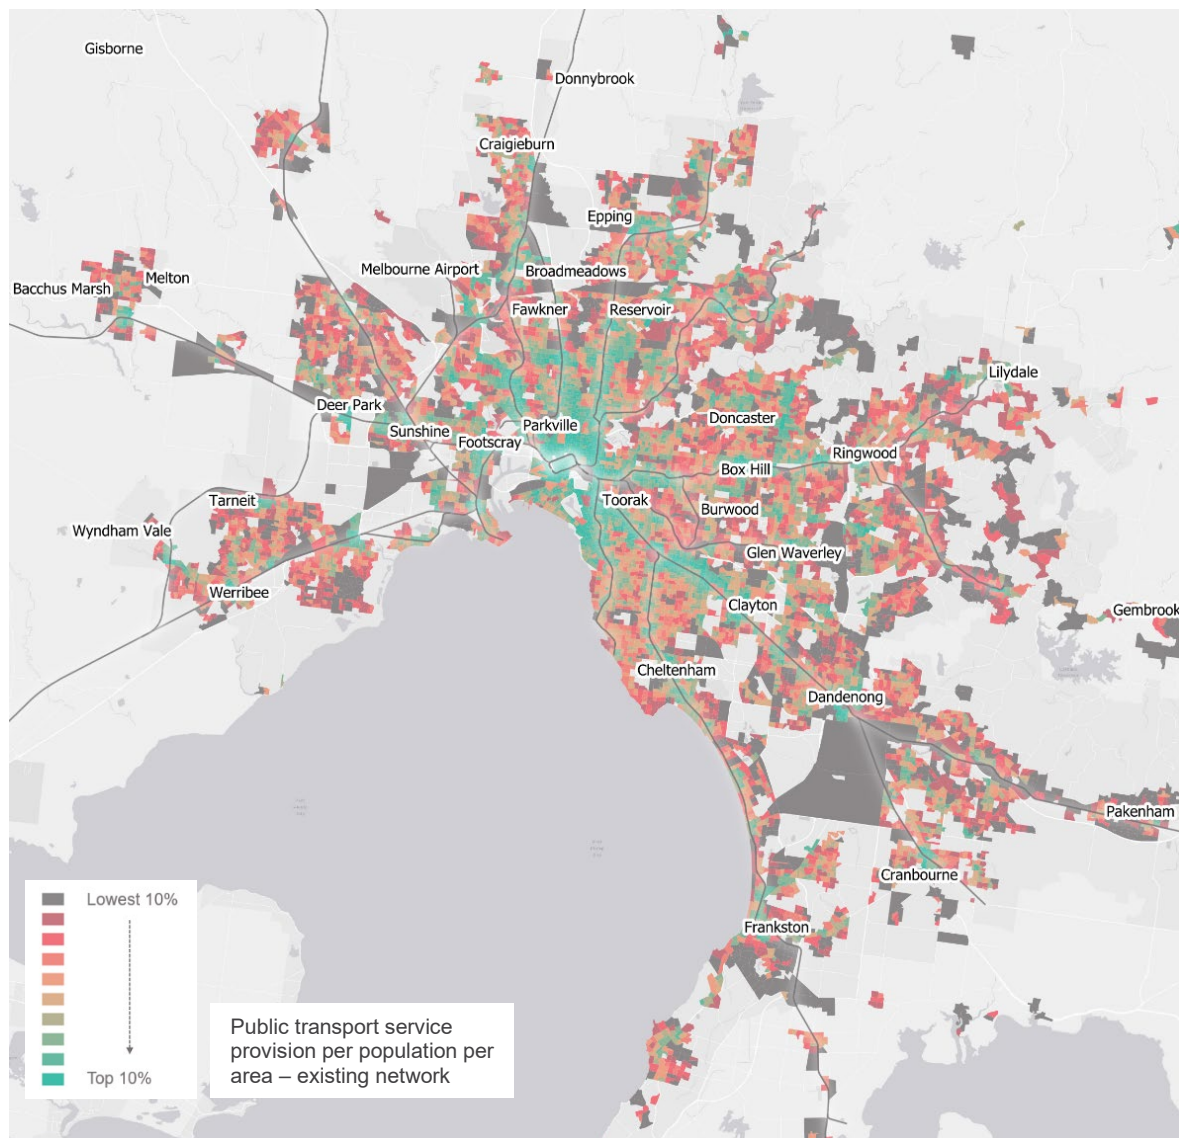 Gisborne
Donnybrook
Craigieburn
Epping
Melbourne Airport
Broadmeadows
Melton
Bacchus Marsh
Fawkner
Reservoir
Lilydale
Deer Park
Doncaster
Sunshine
Parkville
Footscray
Ringwood
Box Hill
Tarneit
Toorak
Burwood
Wyndham Vale
Glen Waverley
Werribee
Clayton
Gembrook
Cheltenham
Dandenong
Pakenham
Cranbourne
Frankston
Lowest 10%
Top 10%
Public transport service
provision per population per
area – existing network